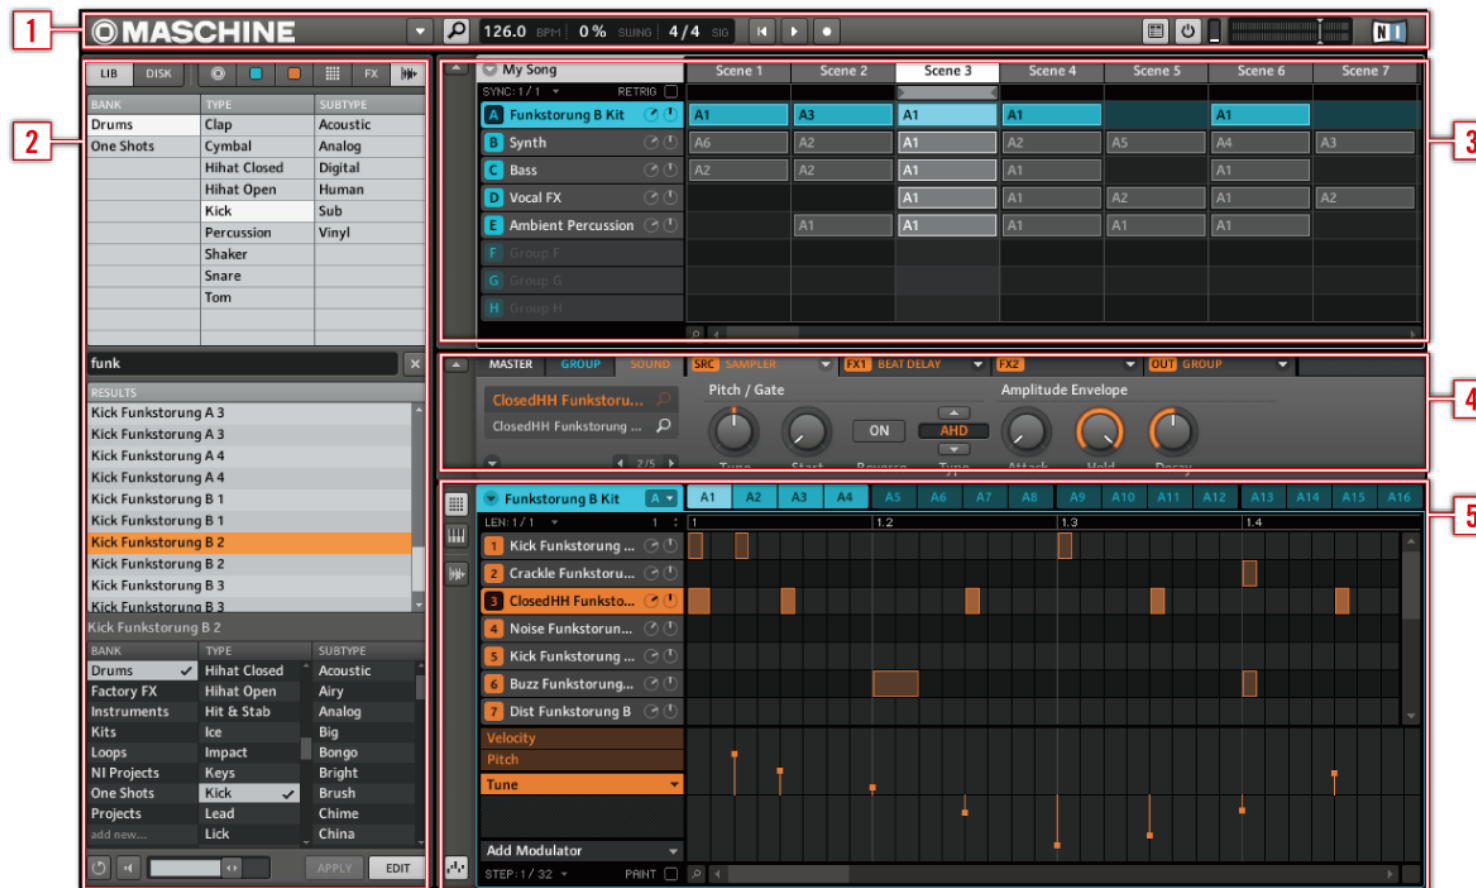 1
MASCHINE
126.0 BPM 0% SWING 4/4 SIG
NI
2
LIB DISK FX
BANK TYPE SUBTYPE
Drums Clap Acoustic
One Shots Cymbal Analog
Hihat Closed Digital
Hihat Open Human
Kick Sub
Percussion Vinyl
Shaker
Snare
Tom
funk
RESULTS
Kick Funkstorung A 3
Kick Funkstorung A 3
Kick Funkstorung A 4
Kick Funkstorung A 4
Kick Funkstorung B 1
Kick Funkstorung B 1
Kick Funkstorung B 2
Kick Funkstorung B 2
Kick Funkstorung B 3
Kick Funkstorung B 3
Kick Funkstorung B 2
BANK TYPE SUBTYPE
Drums Hihat Closed Acoustic
Factory FX Hihat Open Airy
Instruments Hit & Stab Analog
Kits Ice Big
Loops Impact Bongo
NI Projects Keys Bright
One Shots Kick Brush
Projects Lead Chime
add new... Lick China
APPLY EDIT
3
My Song Scene 1 Scene 2 Scene 3 Scene 4 Scene 5 Scene 6 Scene 7
SYNC: 1 / 1 RETRIG
A Funkstorung B Kit A1 A3 A1 A1 A1
B Synth A6 A2 A1 A2 A5 A4 A3
C Bass A2 A2 A1 A1 A1
D Vocal FX A1 A1 A2 A1 A2
E Ambient Percussion A1 A1 A1 A1 A1
F Group F
G Group G
H Group H
4
MASTER GROUP SOUND SRC SAMPLER FX1 BEAT DELAY FX2 OUT GROUP
Pitch / Gate Amplitude Envelope
ClosedHH Funkstoru...
ClosedHH Funkstorung ...
ON AHD
2/5 Tune Start Reverse Type Attack Hold Decay
5
Funkstorung B Kit A A1 A2 A3 A4 A5 A6 A7 A8 A9 A10 A11 A12 A13 A14 A15 A16
LEN: 1 / 1 1 1 1.2 1.3 1.4
1 Kick Funkstorung ...
2 Crackle Funkstoru...
3 ClosedHH Funksto...
4 Noise Funkstorun...
5 Kick Funkstorung ...
6 Buzz Funkstorung...
7 Dist Funkstorung B
Velocity
Pitch
Tune
Add Modulator
STEP: 1 / 32 PAINT